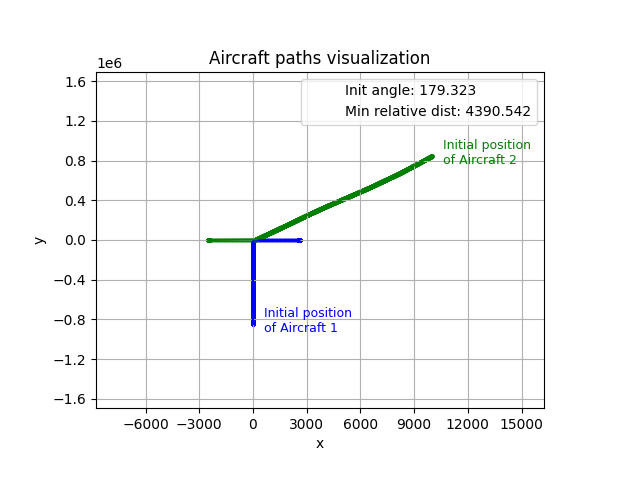 Aircraft paths visualization
1e6
Init angle: 179.323
Min relative dist: 4390.542
Initial position
of Aircraft 2
Initial position
of Aircraft 1
1.6
1.2
0.8
0.4
0.0
−0.4
−0.8
−1.2
−1.6
y
−6000 −3000 0 3000 6000 9000 12000 15000
x